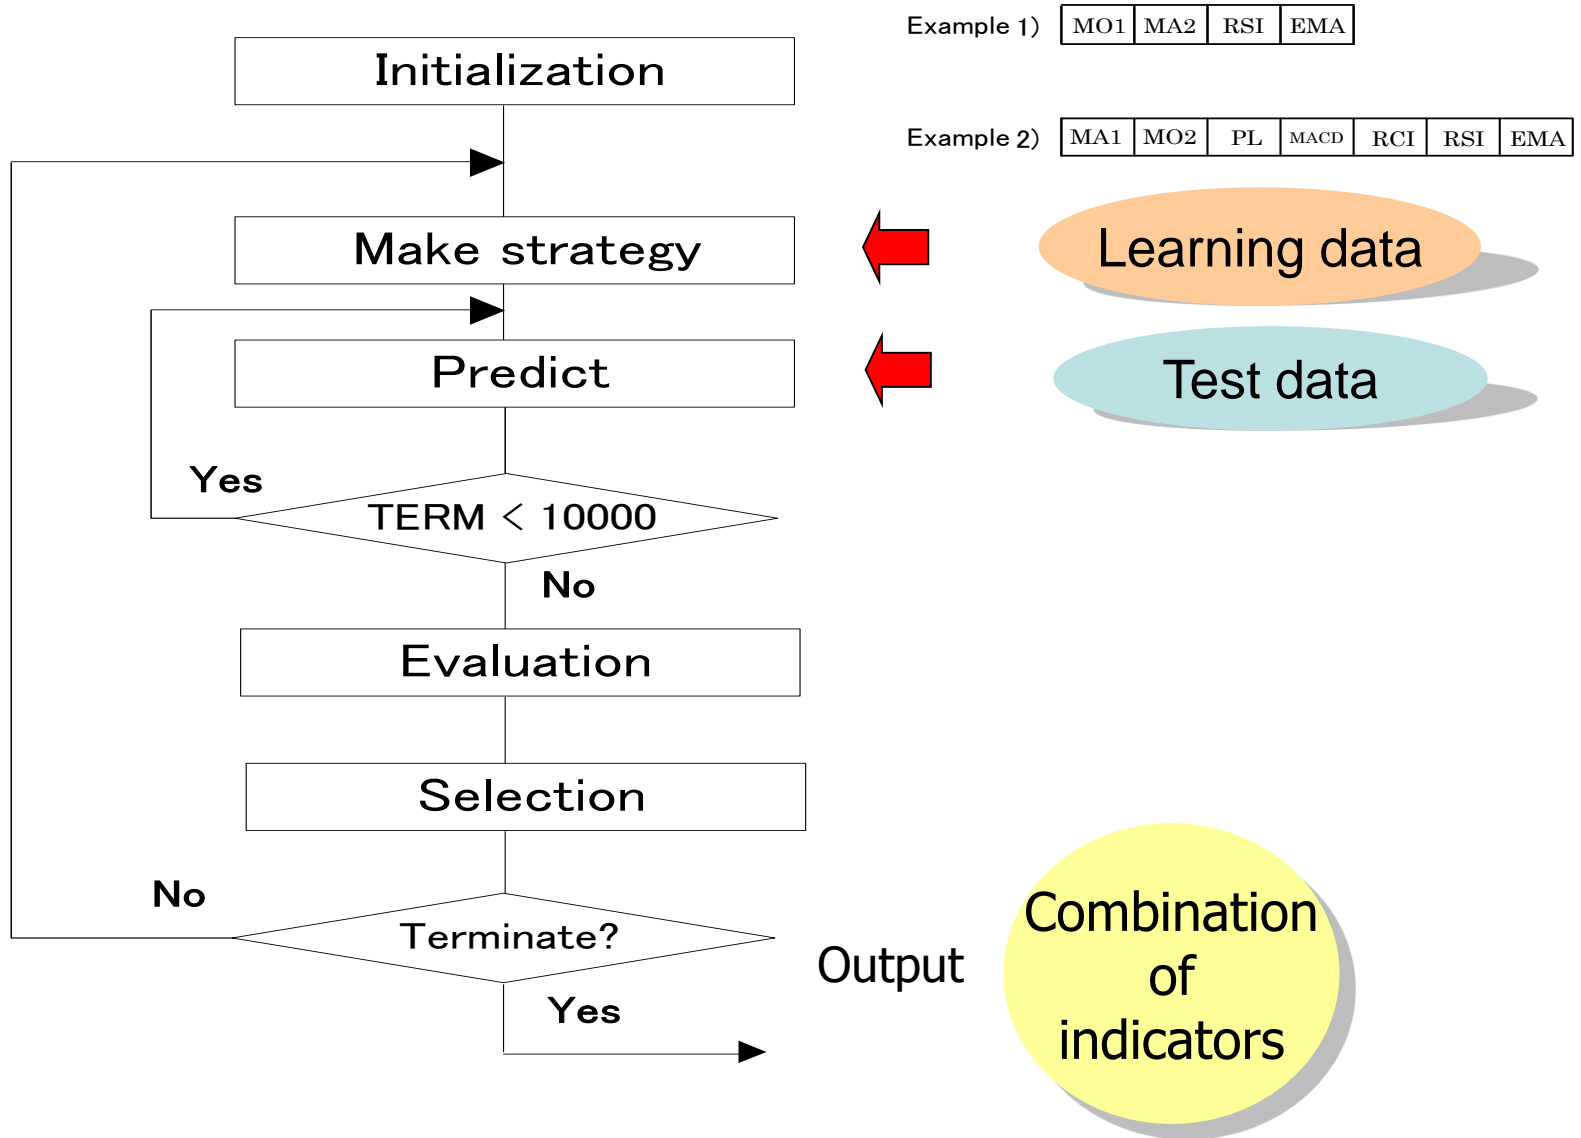 Example 1) MO1 MA2 RSI EMA
Initialization
Example 2) MA1 MO2 PL MACD RCI RSI EMA
Make strategy
Learning data
Predict
Test data
Yes
TERM < 10000
No
Evaluation
Selection
No
Terminate?
Yes
Output
Combination
of
indicators